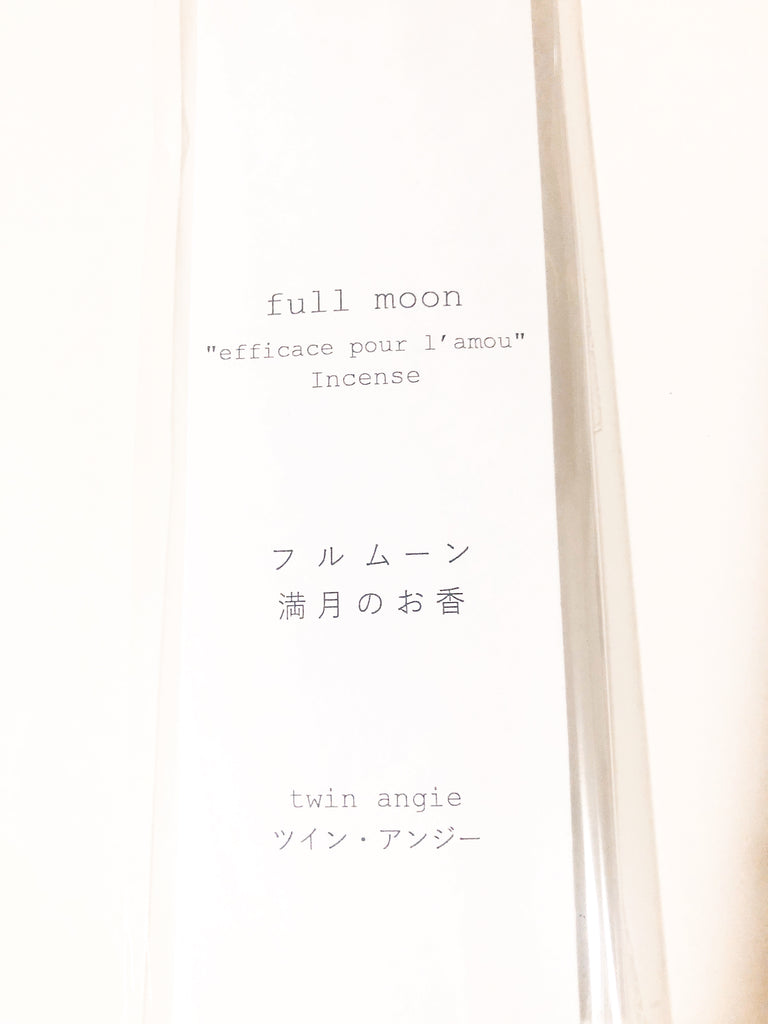 full moon
"efficace pour l'amou"
Incense
フルムーン
満月のお香
twin angie
ツイン・アンジー